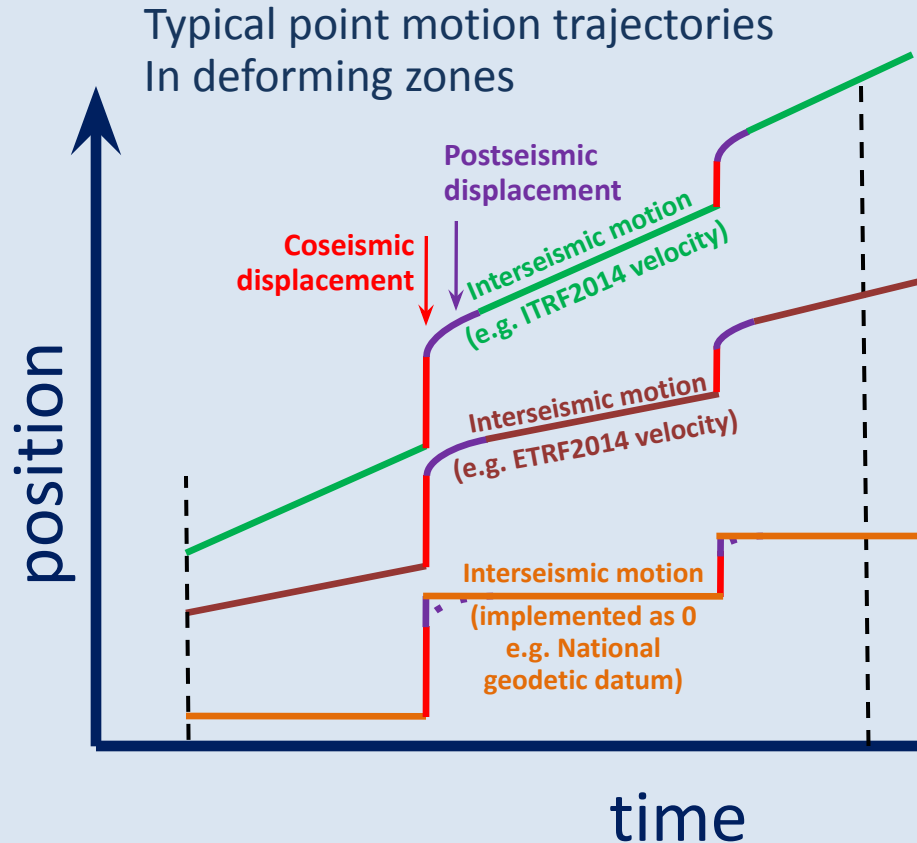 Typical point motion trajectories
In deforming zones
Postseismic
displacement
Coseismic
displacement
Interseismic motion
(e.g. ITRF2014 velocity)
Interseismic motion
(e.g. ETRF2014 velocity)
Interseismic motion
(implemented as 0
e.g. National
geodetic datum)
position
time